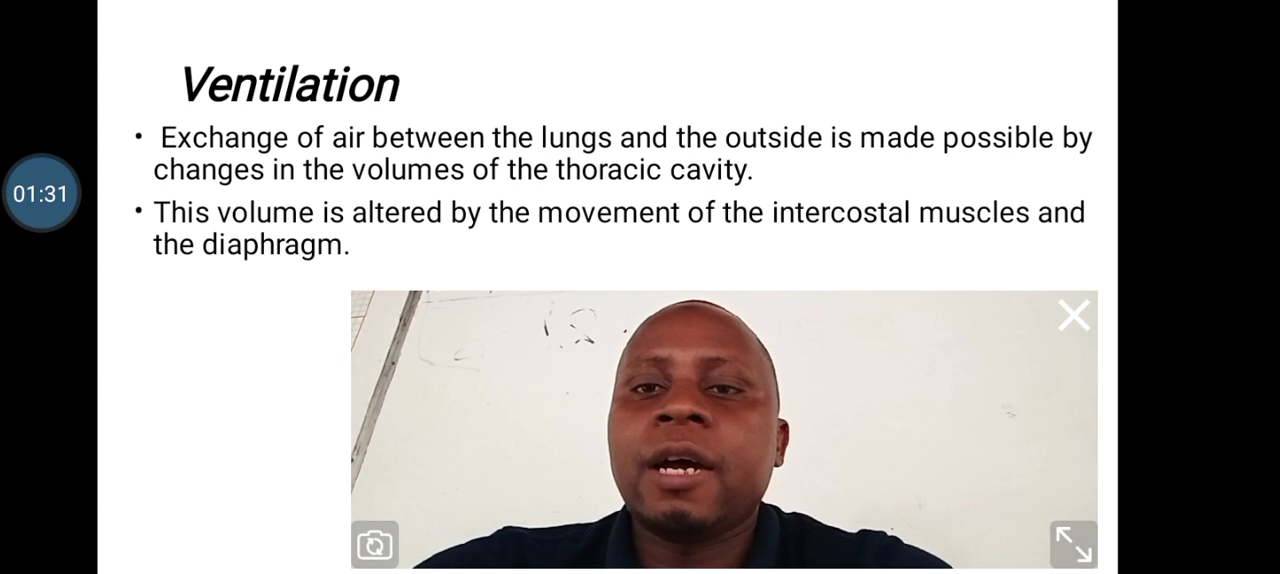 Ventilation
• Exchange of air between the lungs and the outside is made possible by
changes in the volumes of the thoracic cavity.
• This volume is altered by the movement of the intercostal muscles and
the diaphragm.
01:31